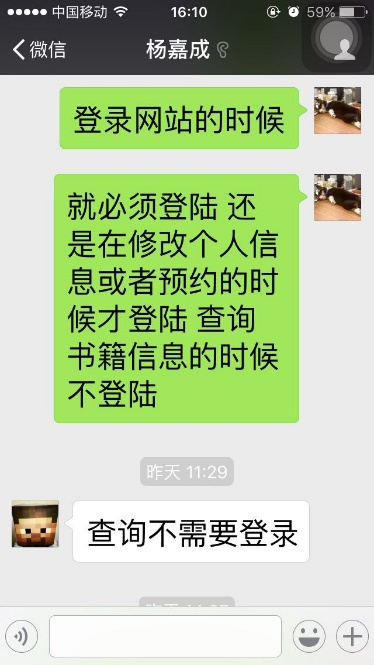 中国移动 16:10 59%
微信 杨嘉成
登录网站的时候
就必须登陆 还
是在修改个人信
息或者预约的时
候才登陆 查询
书籍信息的时候
不登陆
昨天 11:29
查询不需要登录